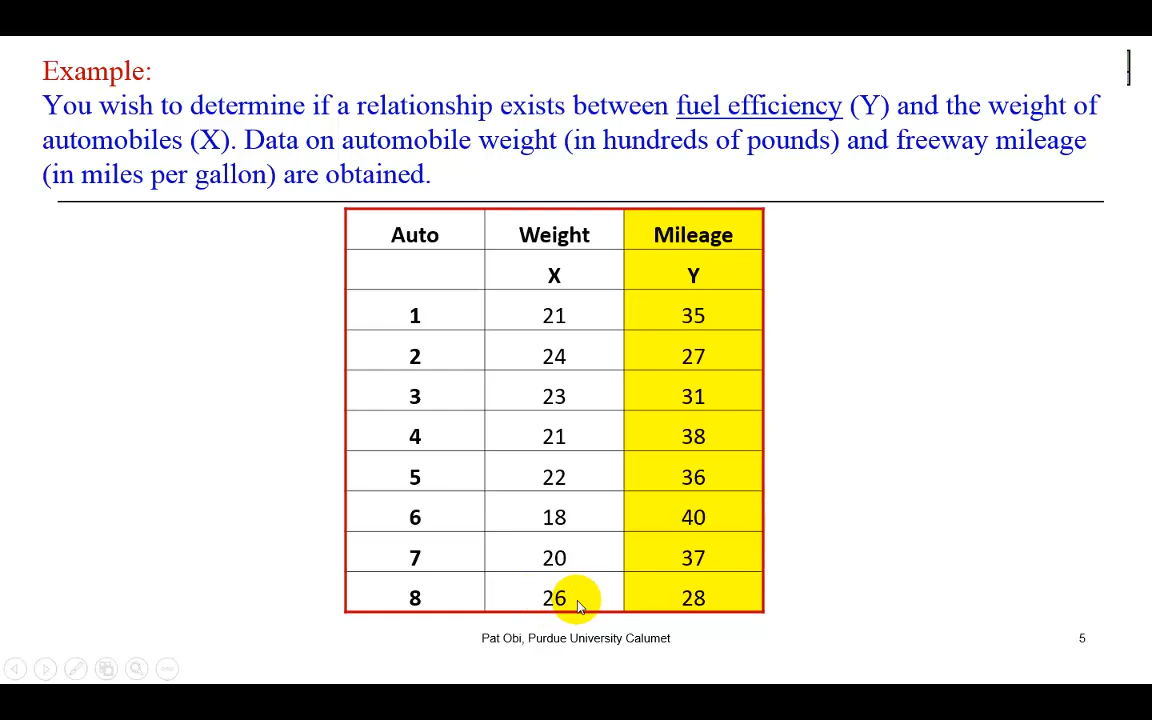 Example:
You wish to determine if a relationship exists between fuel efficiency (Y) and the weight of
automobiles (X). Data on automobile weight (in hundreds of pounds) and freeway mileage
(in miles per gallon) are obtained.
Auto Weight Mileage
X Y
1 21 35
2 24 27
3 23 31
4 21 38
5 22 36
6 18 40
7 20 37
8 26 28
Pat Obi, Purdue University Calumet 5